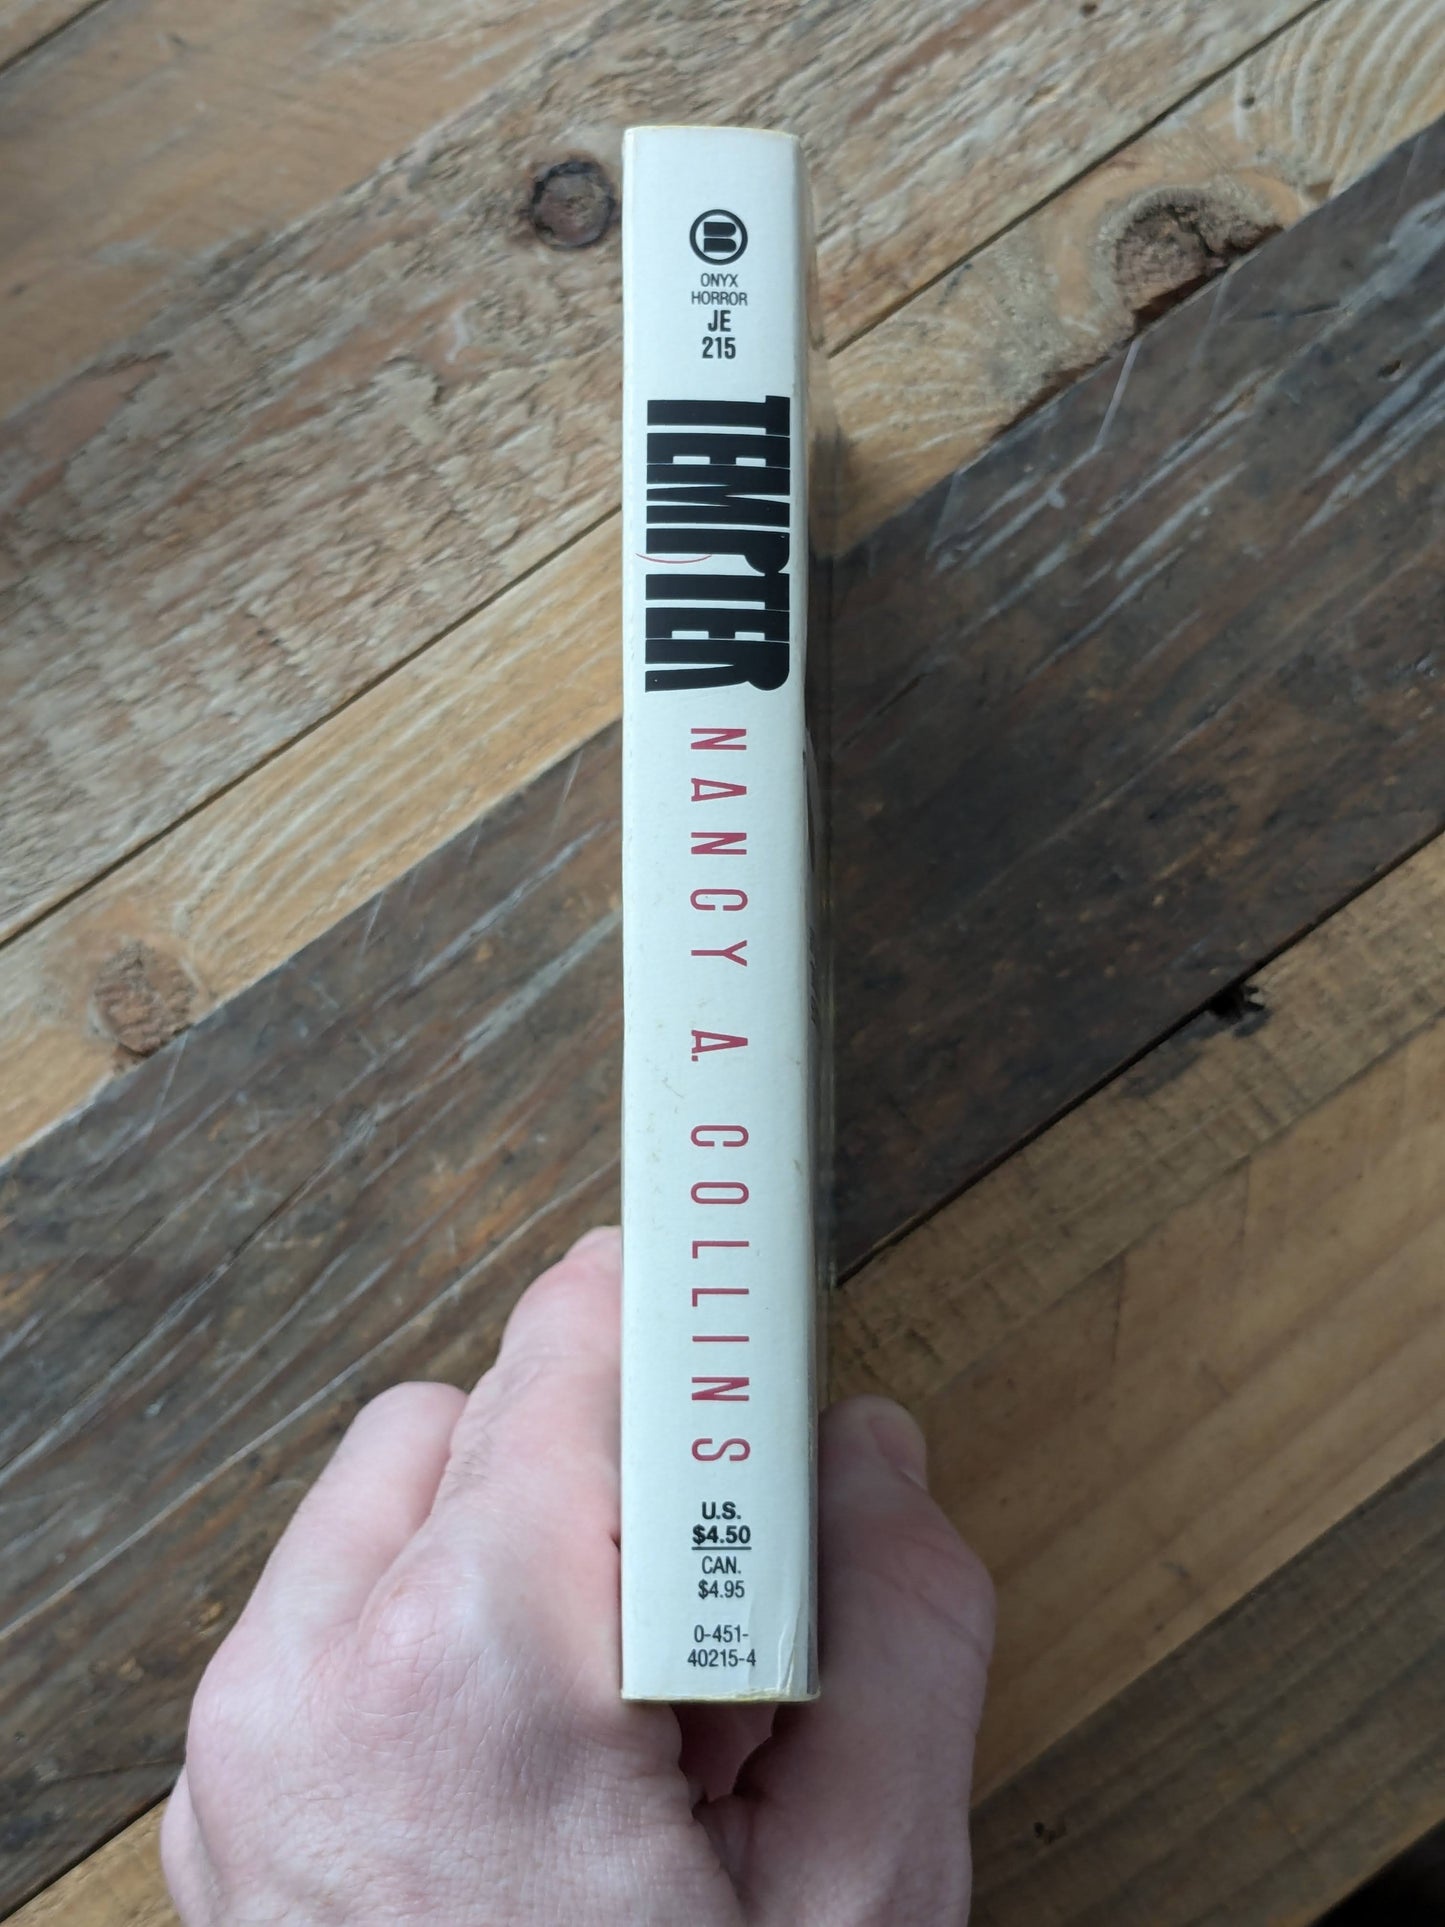 ONYX
HORROR
JE
215
TEMPTER
NANCY A. COLLINS
U.S.
$4.50
CAN.
$4.95
0-451-
40215-4